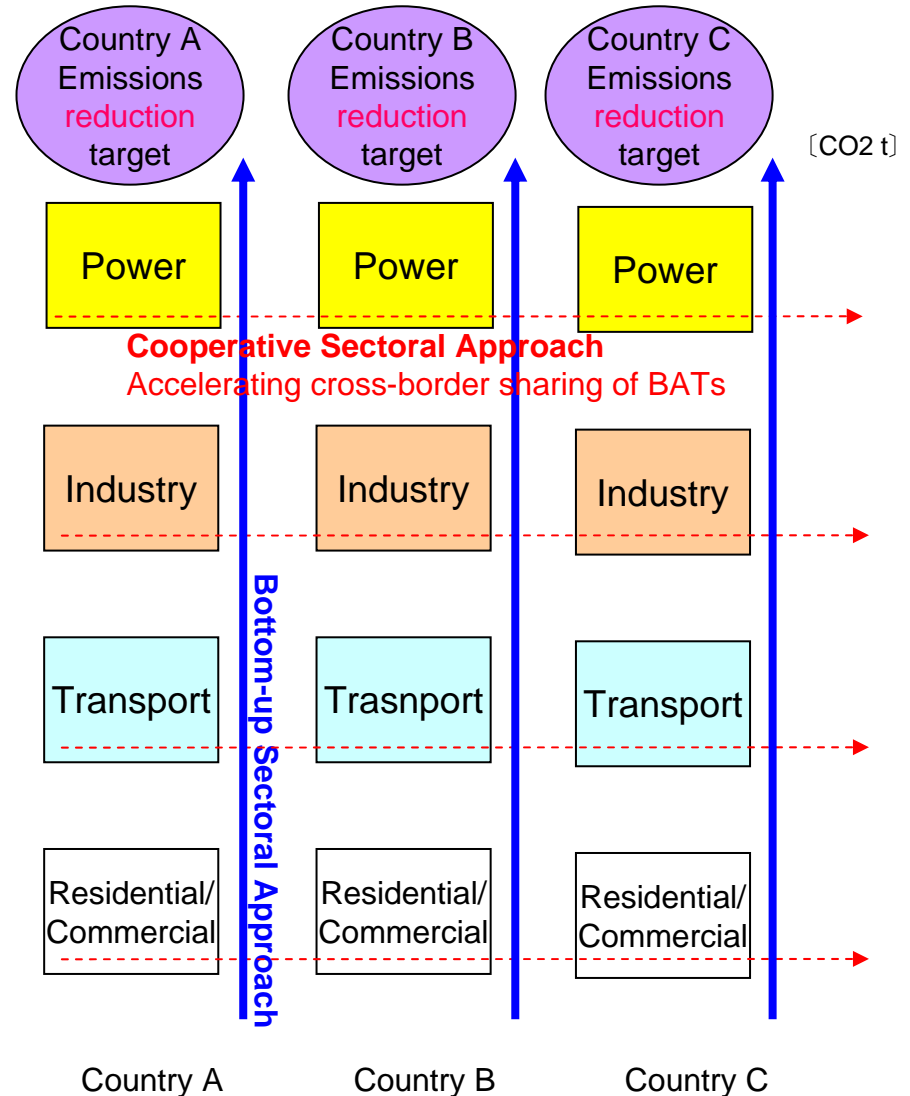 Country A
Emissions
reduction
target
Country B
Emissions
reduction
target
Country C
Emissions
reduction
target
〔CO2 t〕
Power
Power
Power
Cooperative Sectoral Approach
Accelerating cross-border sharing of BATs
Industry
Industry
Industry
Bottom-up Sectoral Approach
Transport
Trasnport
Transport
Residential/
Commercial
Residential/
Commercial
Residential/
Commercial
Country A
Country B
Country C